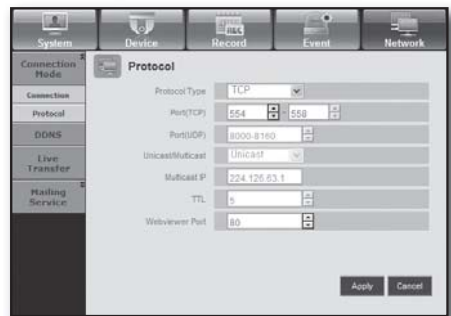 System Device Record Event Network
Connection
Mode
Connection
Protocol
DDNS
Live
Transfer
Mailing
Service
Protocol
Protocol Type TCP
Port(TCP) 554 - 558
Port(UDP) 8000-8160
Unicast/Multicast Unicast
Multicast IP 224.126.63.1
TTL 5
Webviewer Port 80
Apply Cancel